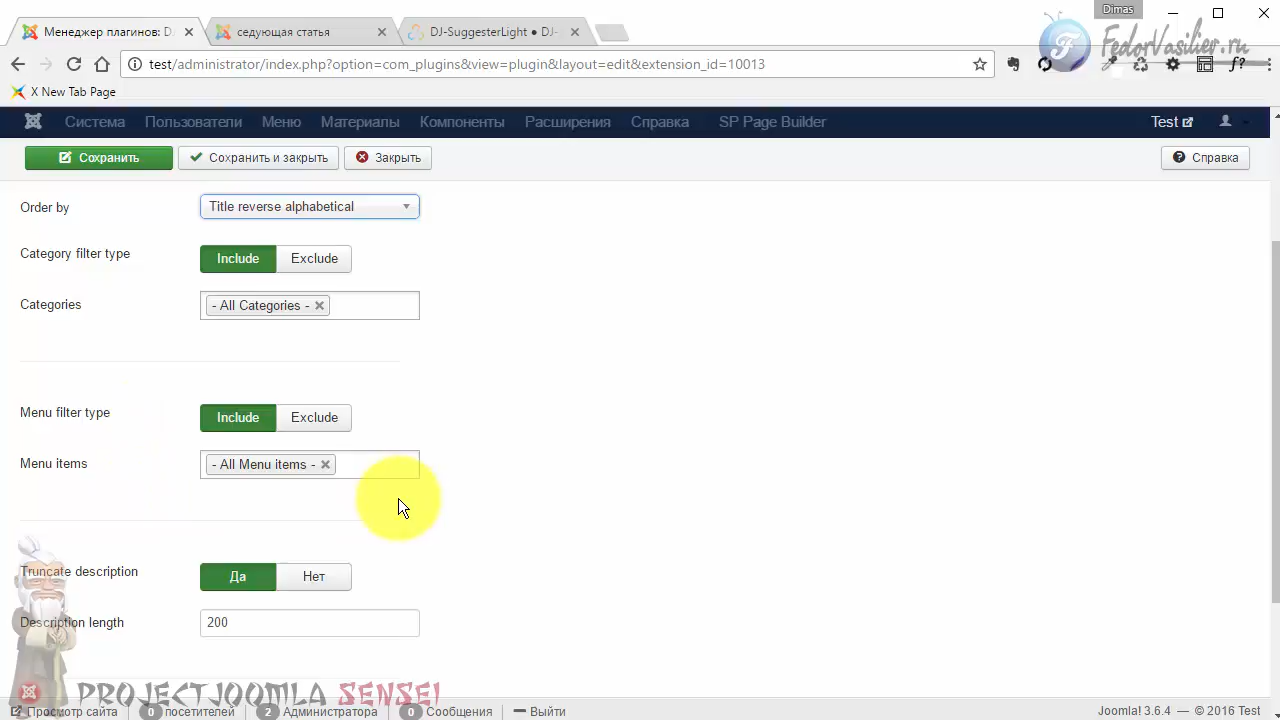 Dimas
Менеджер плагинов: D
седующая статья
DJ-SuggesterLight ● DJ-
FedorVasiliev.ru
test/administrator/index.php?option=com_plugins&view=plugin&layout=edit&extension_id=10013
X New Tab Page
Система Пользователи Меню Материалы Компоненты Расширения Справка SP Page Builder Test
Сохранить Сохранить и закрыть Закрыть Справка
Order by Title reverse alphabetical
Category filter type Include Exclude
Categories - All Categories -
Menu filter type Include Exclude
Menu items - All Menu items -
Truncate description Да Нет
Description length 200
PROJECTJOOMLA SENSEI
Просмотр сайта 0 посетителей 2 Администратора 0 Сообщения Выйти Joomla! 3.6.4 — © 2016 Test